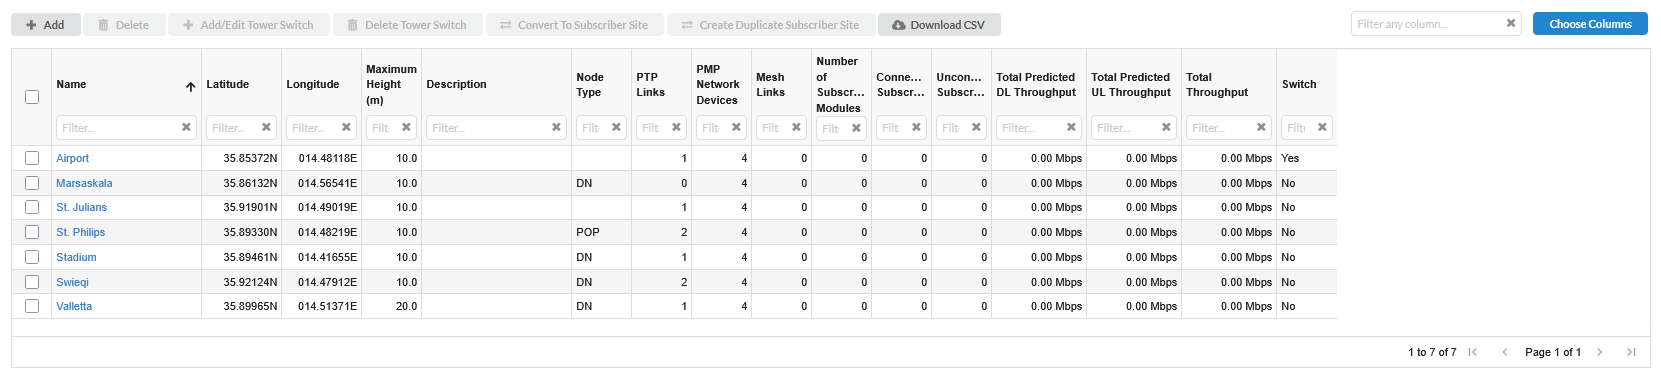 Add Delete Add/Edit Tower Switch Delete Tower Switch Convert To Subscriber Site Create Duplicate Subscriber Site Download CSV Filter any column... Choose Columns
Name Latitude Longitude Maximum Height (m) Description Node Type PTP Links PMP Network Devices Mesh Links Number of Subscr... Modules Conne... Subscr... Uncon... Subscr... Total Predicted DL Throughput Total Predicted UL Throughput Total Throughput Switch
Filter... Filter... Filter... Filt Filter... Filt Filt Filt Filt Filt Filt Filt Filter... Filter... Filter... Filt
Airport 35.85372N 014.48118E 10.0 1 4 0 0 0 0 0.00 Mbps 0.00 Mbps 0.00 Mbps Yes
Marsaskala 35.86132N 014.56541E 10.0 DN 0 4 0 0 0 0 0.00 Mbps 0.00 Mbps 0.00 Mbps No
St. Julians 35.91901N 014.49019E 10.0 1 4 0 0 0 0 0.00 Mbps 0.00 Mbps 0.00 Mbps No
St. Philips 35.89330N 014.48219E 10.0 POP 2 4 0 0 0 0 0.00 Mbps 0.00 Mbps 0.00 Mbps No
Stadium 35.89461N 014.41655E 10.0 DN 1 4 0 0 0 0 0.00 Mbps 0.00 Mbps 0.00 Mbps No
Swieqi 35.92124N 014.47912E 10.0 DN 2 4 0 0 0 0 0.00 Mbps 0.00 Mbps 0.00 Mbps No
Valletta 35.89965N 014.51371E 20.0 DN 1 4 0 0 0 0 0.00 Mbps 0.00 Mbps 0.00 Mbps No
1 to 7 of 7 Page 1 of 1